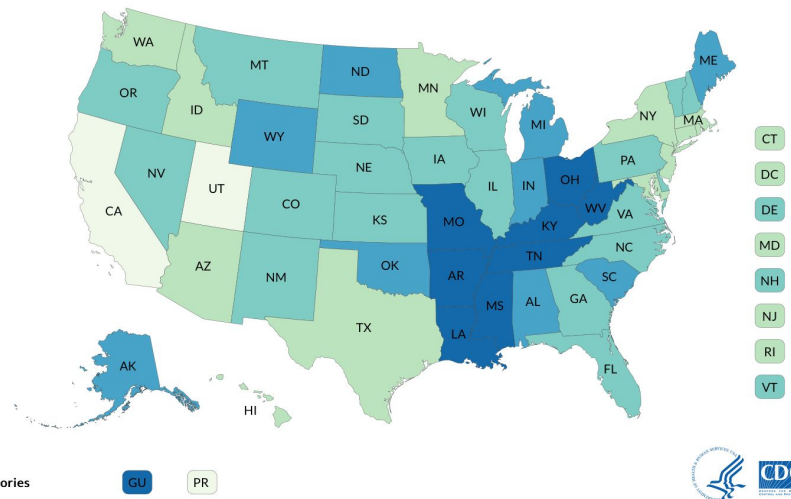 WA
MT
ND
MN
ME
OR
ID
WY
SD
WI
MI
NY
MA
NV
UT
CA
CO
NE
IA
IL
IN
OH
PA
KS
MO
KY
WV
VA
AZ
NM
OK
AR
TN
NC
SC
TX
LA
MS
AL
GA
FL
AK
HI
CT
DC
DE
MD
NH
NJ
RI
VT
ories
GU
PR
CDC